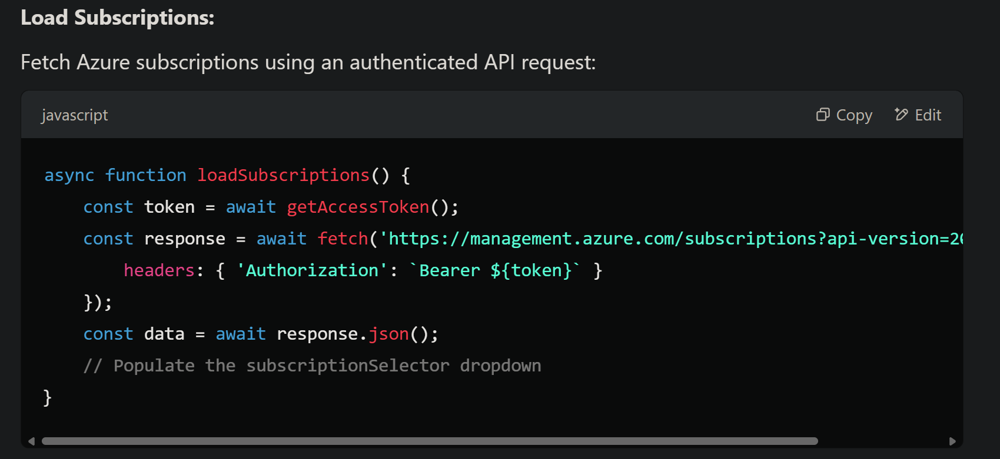 Load Subscriptions:
Fetch Azure subscriptions using an authenticated API request:
javascript
Copy
Edit
async function loadSubscriptions() {
    const token = await getAccessToken();
    const response = await fetch('https://management.azure.com/subscriptions?api-version=2
        headers: { 'Authorization': `Bearer ${token}` }
    });
    const data = await response.json();
    // Populate the subscriptionSelector dropdown
}